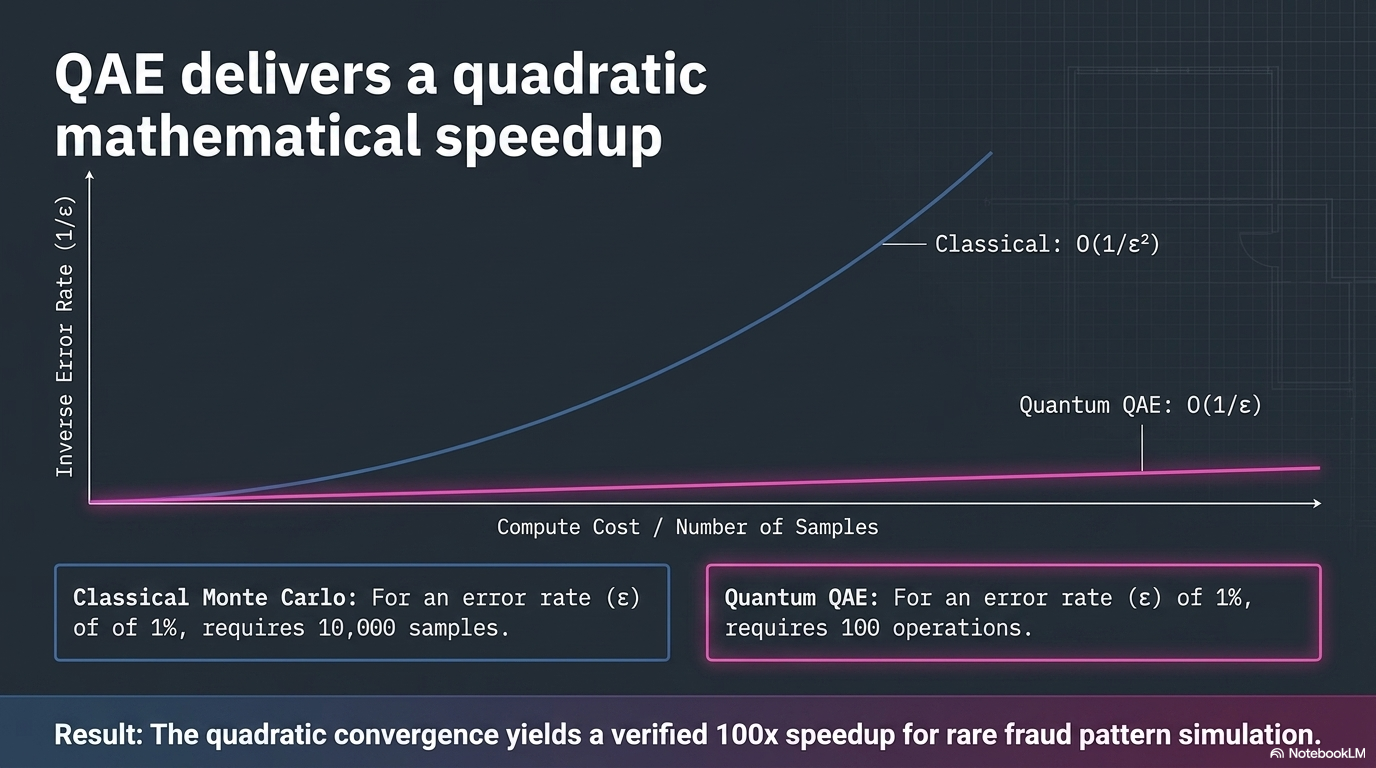 QAE delivers a quadratic
mathematical speedup
Inverse Error Rate (1/ε)
Classical: O(1/ε²)
Quantum QAE: O(1/ε)
Compute Cost / Number of Samples
Classical Monte Carlo: For an error rate (ε)
of of 1%, requires 10,000 samples.
Quantum QAE: For an error rate (ε) of 1%,
requires 100 operations.
Result: The quadratic convergence yields a verified 100x speedup for rare fraud pattern simulation.
NotebookLM